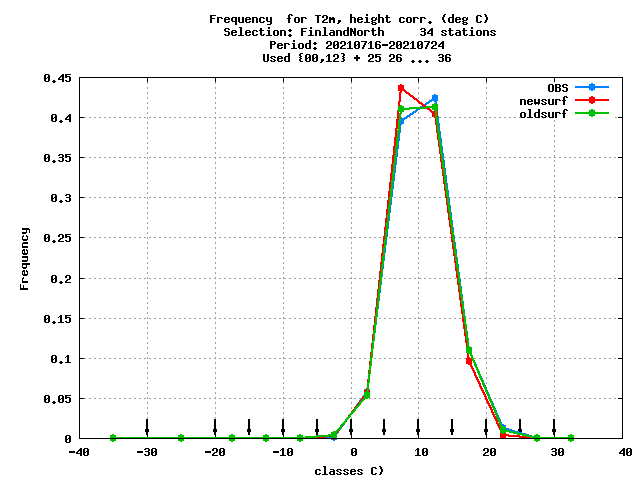 Frequency  for T2m, height corr. (deg C)
Selection: FinlandNorth     34 stations
Period: 20210716-20210724
Used {00,12} + 25 26 ... 36
OBS
newsurf
oldsurf
Frequency
0.45
0.4
0.35
0.3
0.25
0.2
0.15
0.1
0.05
0
-40 -30 -20 -10 0 10 20 30 40
classes C)